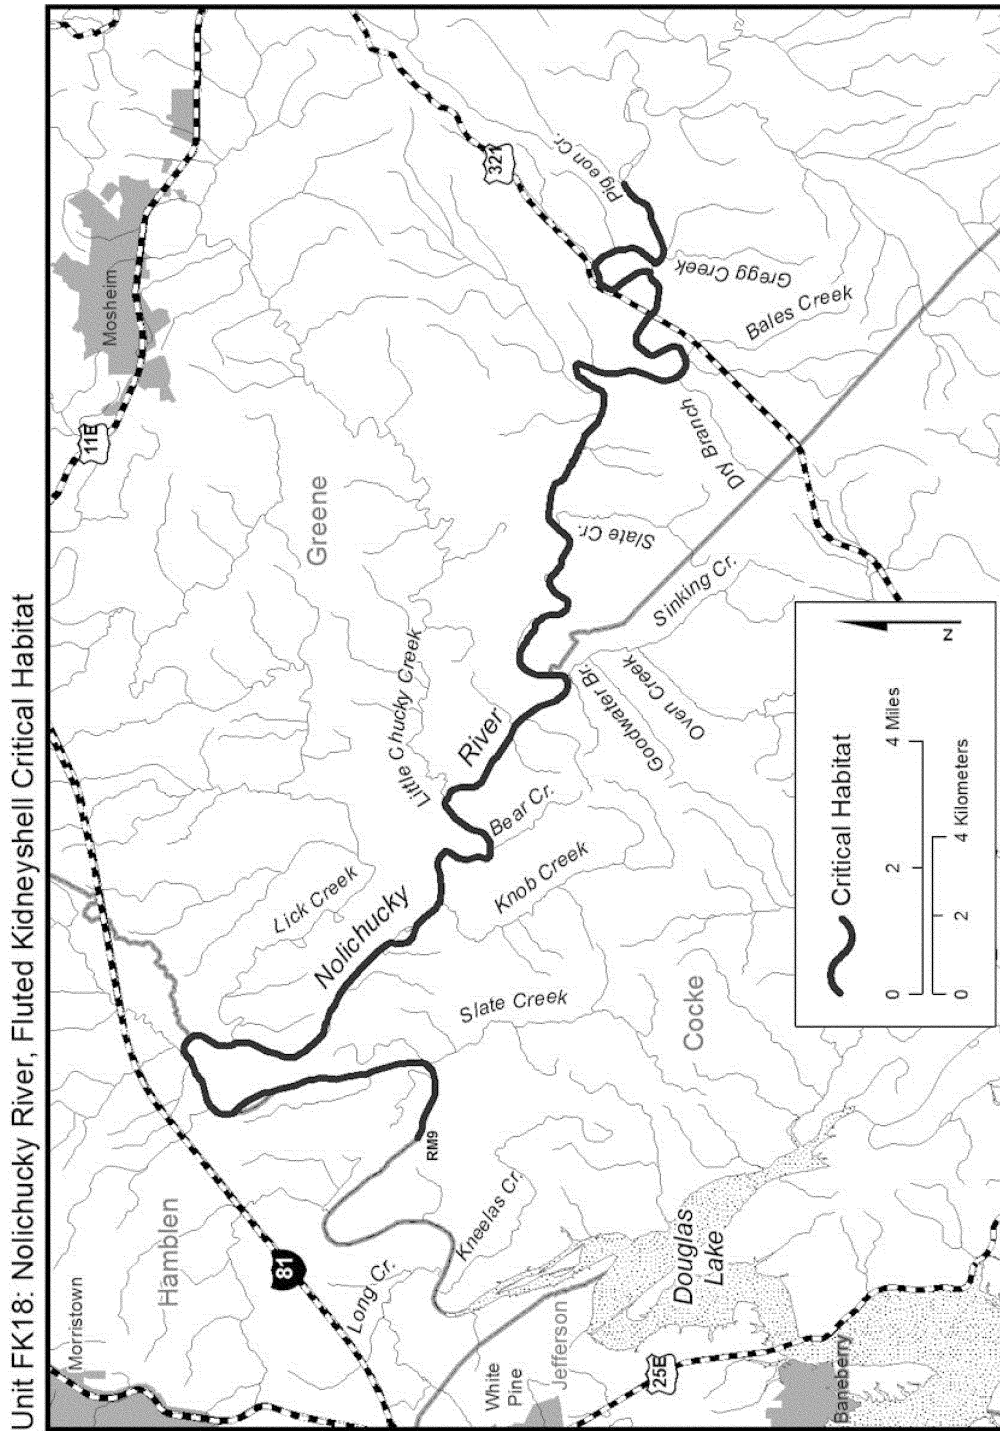 Unit FK18: Nolichucky River, Fluted Kidneyshell Critical Habitat
Morristown
Hamblen
81
Long Cr.
White
Pine
Jefferson
25E
Baneberry
Douglas
Lake
Kneelas Cr.
RM9
Lick Creek
Nolichucky
River
Slate Creek
Cocke
Knob Creek
Bear Cr.
Little Chucky Creek
Greene
11E
Mosheim
Goodwater Br.
Oven Creek
Sinking Cr.
Slate Cr.
Dry Branch
Bales Creek
Gregg Creek
Pigeon Cr.
321
Critical Habitat
0 2 4 Miles
0 2 4 Kilometers
N